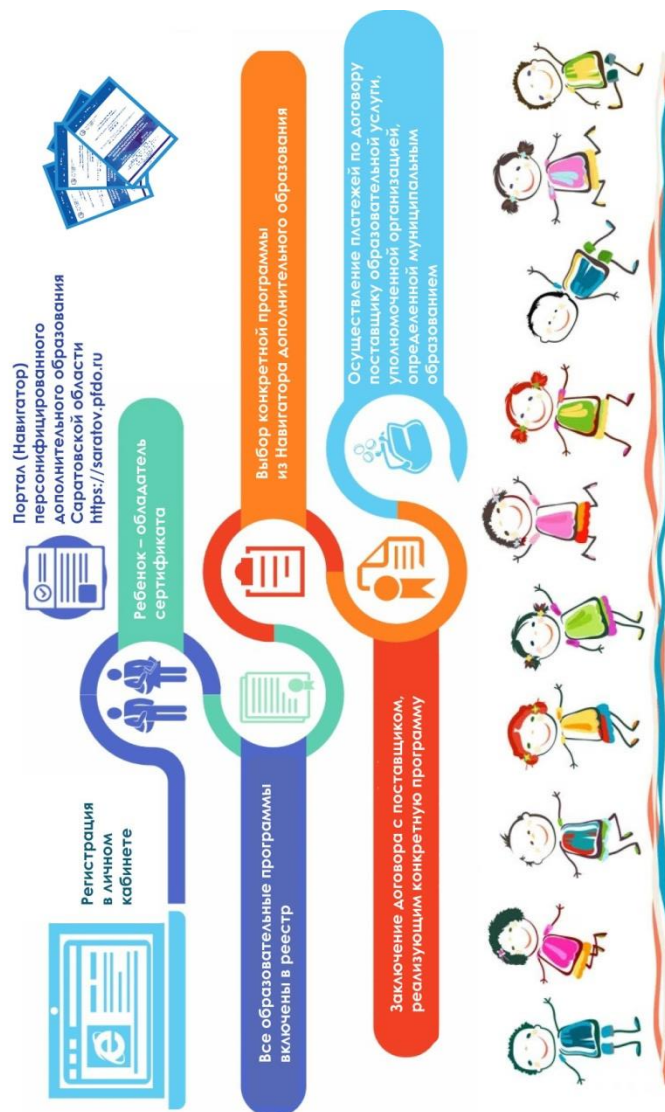 Регистрация
в личном
кабинете
Портал (Навигатор)
персонифицированного
дополнительного образования
Саратовской области
https://saratov.pfdo.ru
Ребенок – обладатель
сертификата
Все образовательные программы
включены в реестр
Выбор конкретной программы
из Навигатора дополнительного образования
Заключение договора с поставщиком,
реализующим конкретную программу
Осуществление платежей по договору
поставщику образовательной услуги,
уполномоченной организацией,
определенной муниципальным
образованием